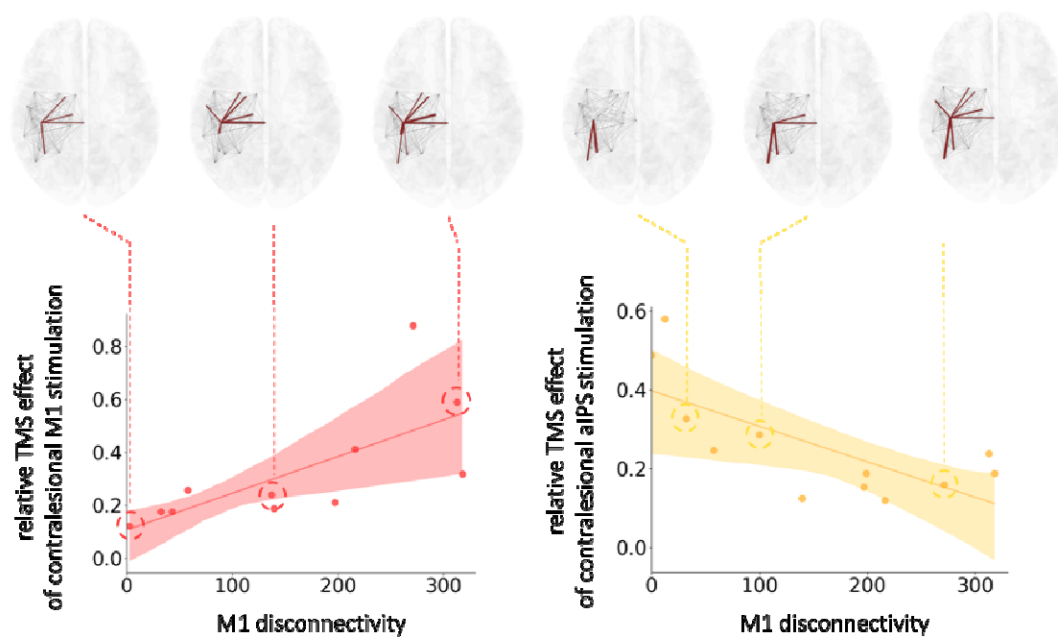 relative TMS effect
of contralesional M1 stimulation
0.8
0.6
0.4
0.2
0.0
0
100
200
300
M1 disconnectivity
relative TMS effect
of contralesional aIPS stimulation
0.6
0.4
0.2
0.0
0
100
200
300
M1 disconnectivity